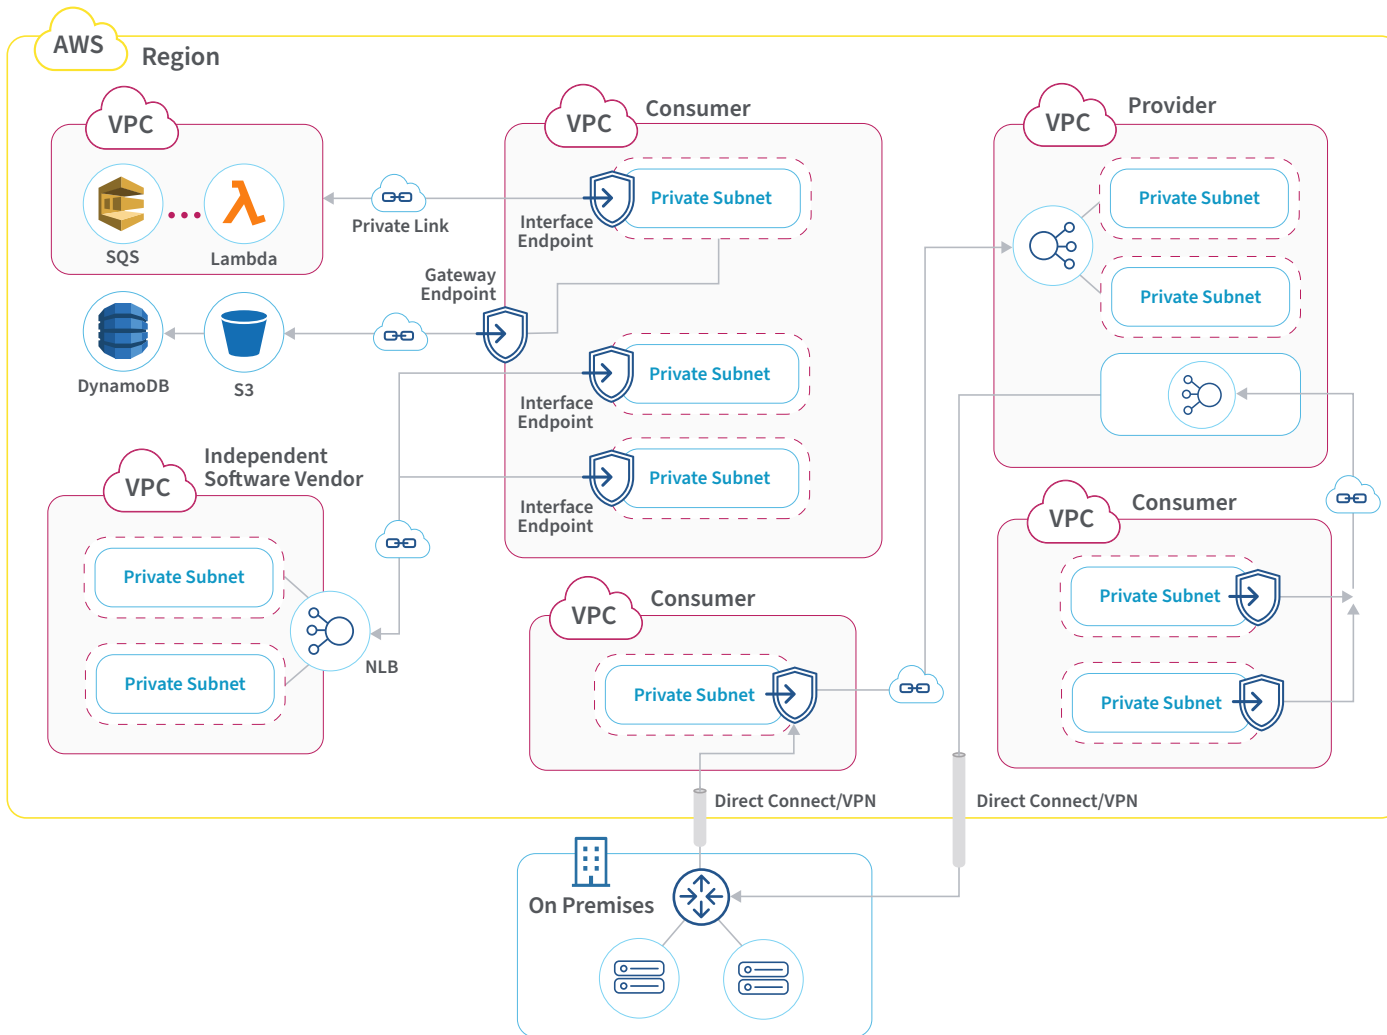 AWS
Region
VPC
SQS
Lambda
Private Link
DynamoDB
S3
VPC
Consumer
Private Subnet
Interface
Endpoint
Gateway
Endpoint
Private Subnet
Interface
Endpoint
Private Subnet
Interface
Endpoint
VPC
Provider
Private Subnet
Private Subnet
VPC
Independent
Software Vendor
Private Subnet
Private Subnet
NLB
VPC
Consumer
Private Subnet
VPC
Consumer
Private Subnet
Private Subnet
Direct Connect/VPN
Direct Connect/VPN
On Premises